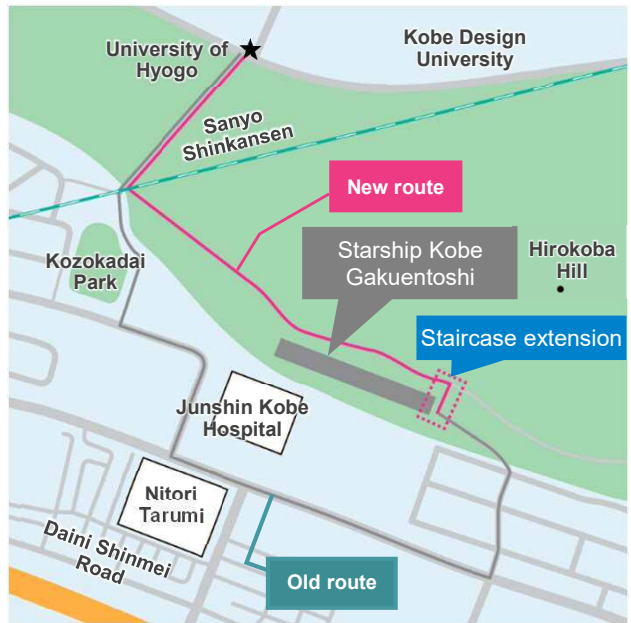 University of
Hyogo
Kobe Design
University
Sanyo
Shinkansen
New route
Starship Kobe
Gakuentoshi
Hirokoba
Hill
Kozokadai
Park
Staircase extension
Junshin Kobe
Hospital
Nitori
Tarumi
Daini Shinmei
Road
Old route